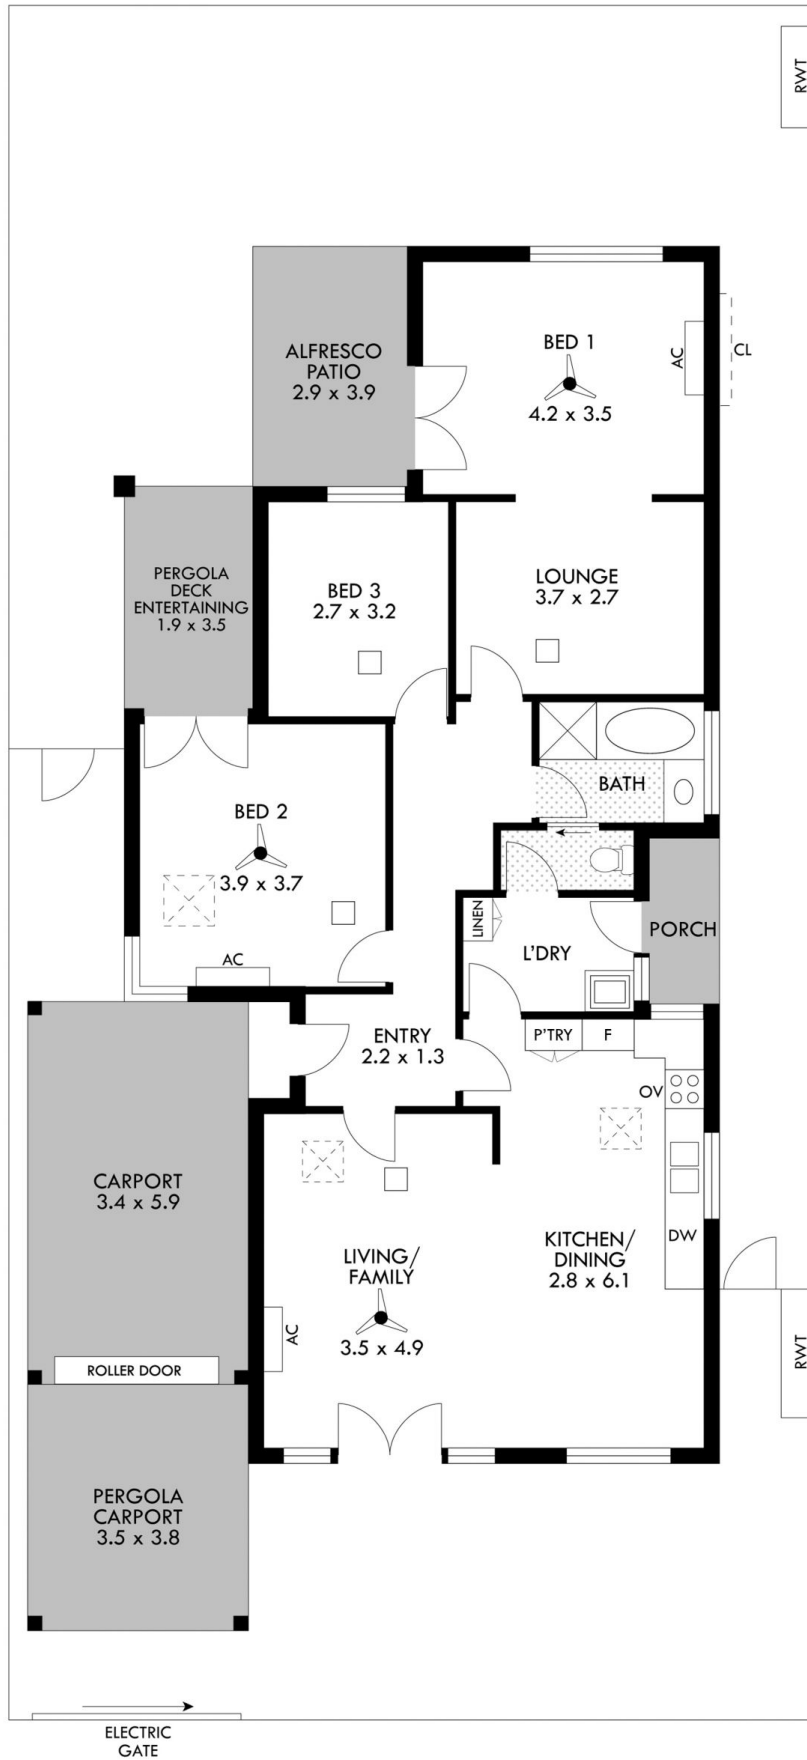 RWT
ALFRESCO
PATIO
2.9 x 3.9
BED 1
4.2 x 3.5
AC
CL
PERGOLA
DECK
ENTERTAINING
1.9 x 3.5
BED 3
2.7 x 3.2
LOUNGE
3.7 x 2.7
BATH
BED 2
3.9 x 3.7
AC
LINEN
L'DRY
PORCH
ENTRY
2.2 x 1.3
P'TRY
F
OV
CARPORT
3.4 x 5.9
LIVING/
FAMILY
3.5 x 4.9
AC
KITCHEN/
DINING
2.8 x 6.1
DW
RWT
ROLLER DOOR
PERGOLA
CARPORT
3.5 x 3.8
ELECTRIC
GATE